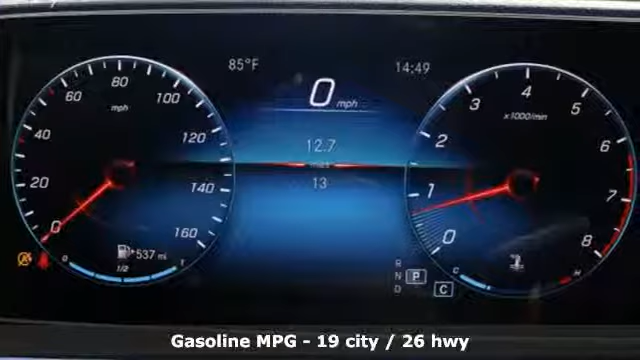 85°F
14:49
0 mph
80
60
100
mph
40
120
20
140
0
160
537 mi
0 1/2
12.7
13
4
3
5
x1000/min
2
6
1
7
0
8
C H
R
N P
D C
Gasoline MPG - 19 city / 26 hwy